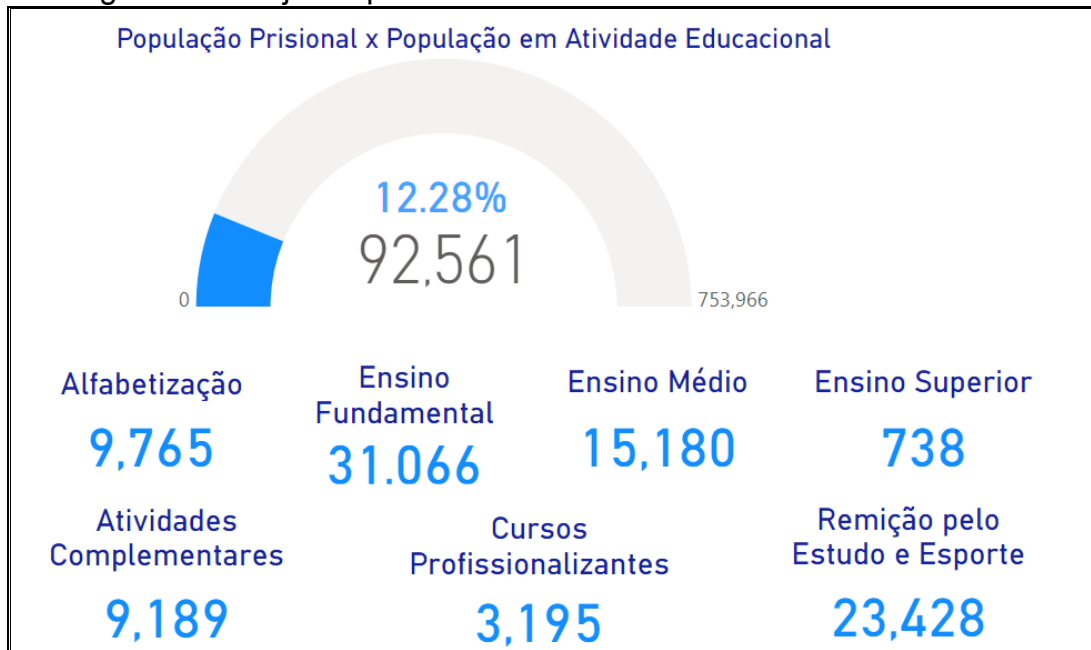 População Prisional x População em Atividade Educacional
12.28%
92,561
0
753,966
Alfabetização
9,765
Ensino
Fundamental
31.066
Ensino Médio
15,180
Ensino Superior
738
Atividades
Complementares
9,189
Cursos
Profissionalizantes
3,195
Remição pelo
Estudo e Esporte
23,428